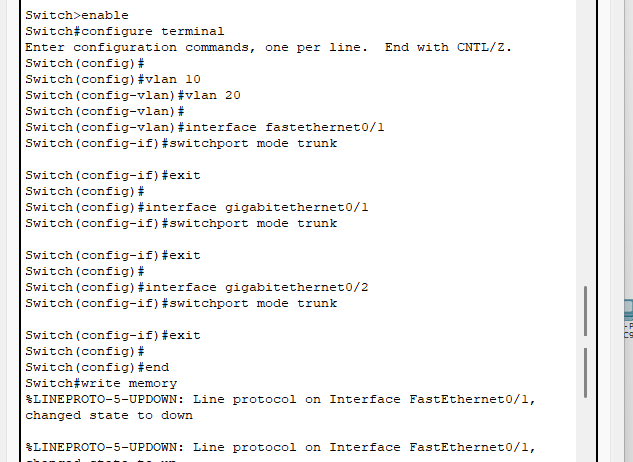 Switch>enable
Switch#configure terminal
Enter configuration commands, one per line.  End with CNTL/Z.
Switch(config)#
Switch(config)#vlan 10
Switch(config-vlan)#vlan 20
Switch(config-vlan)#
Switch(config-vlan)#interface fastethernet0/1
Switch(config-if)#switchport mode trunk
Switch(config-if)#exit
Switch(config)#
Switch(config)#interface gigabitethernet0/1
Switch(config-if)#switchport mode trunk
Switch(config-if)#exit
Switch(config)#
Switch(config)#interface gigabitethernet0/2
Switch(config-if)#switchport mode trunk
Switch(config-if)#exit
Switch(config)#
Switch(config)#end
Switch#write memory
%LINEPROTO-5-UPDOWN: Line protocol on Interface FastEthernet0/1,
changed state to down
%LINEPROTO-5-UPDOWN: Line protocol on Interface FastEthernet0/1,